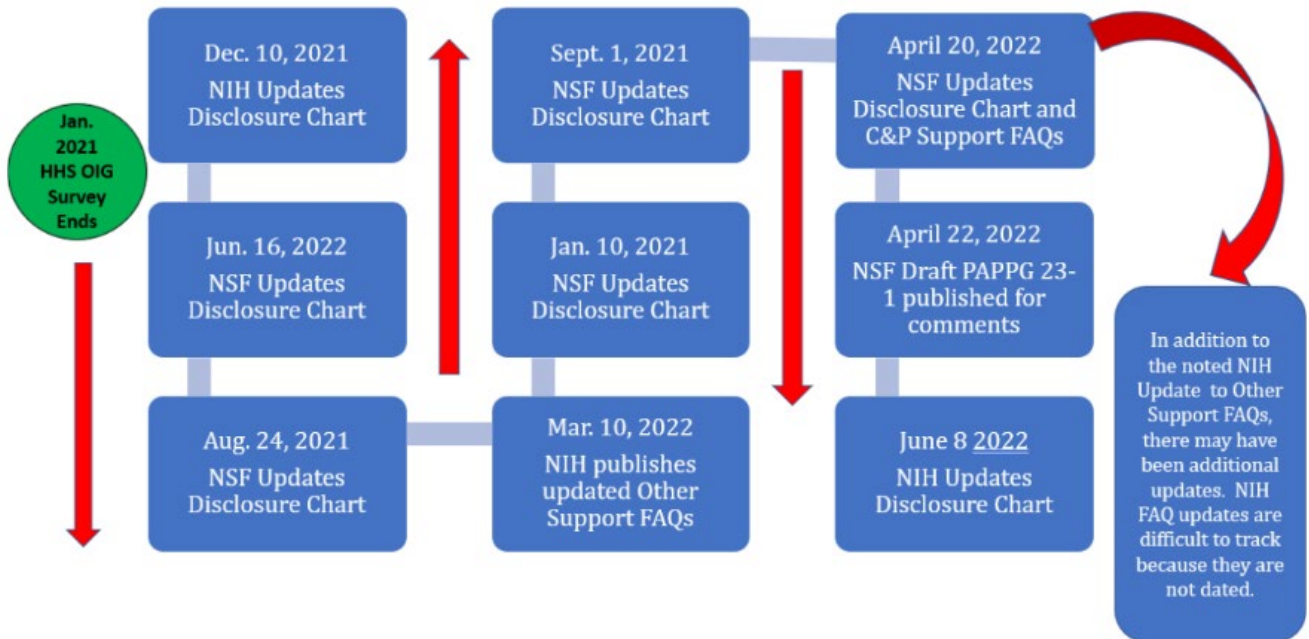 Jan.
2021
HHS OIG
Survey
Ends
Dec. 10, 2021
NIH Updates
Disclosure Chart
Jun. 16, 2022
NSF Updates
Disclosure Chart
Aug. 24, 2021
NSF Updates
Disclosure Chart
Mar. 10, 2022
NIH publishes
updated Other
Support FAQs
Jan. 10, 2021
NSF Updates
Disclosure Chart
Sept. 1, 2021
NSF Updates
Disclosure Chart
April 20, 2022
NSF Updates
Disclosure Chart and
C&P Support FAQs
April 22, 2022
NSF Draft PAPPG 23-
1 published for
comments
June 8 2022
NIH Updates
Disclosure Chart
In addition to
the noted NIH
Update to Other
Support FAQs,
there may have
been additional
updates. NIH
FAQ updates are
difficult to track
because they are
not dated.